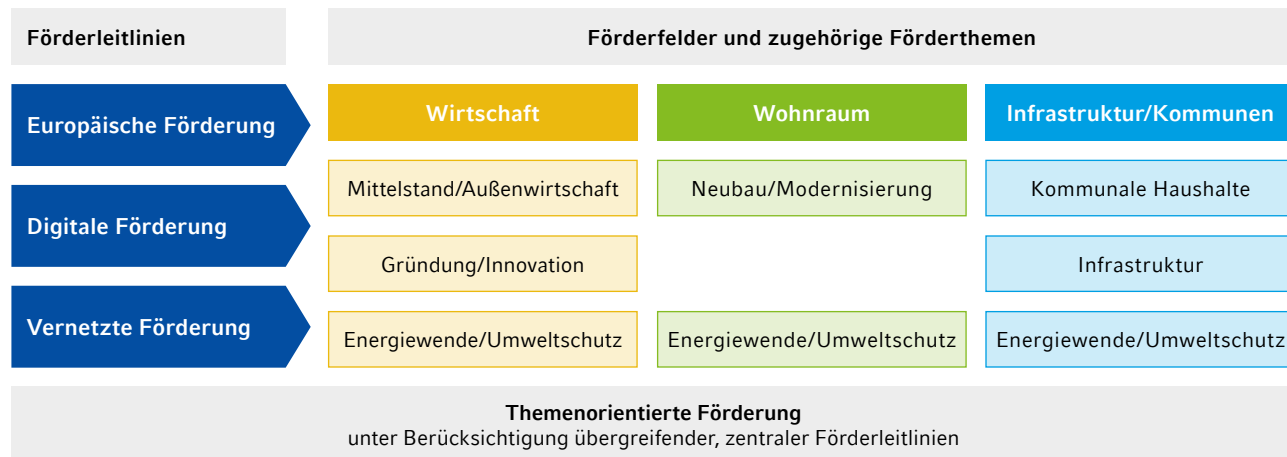 Förderleitlinien
Förderfelder und zugehörige Förderthemen
Europäische Förderung
Digitale Förderung
Vernetzte Förderung
Wirtschaft
Wohnraum
Infrastruktur/Kommunen
Mittelstand/Außenwirtschaft
Neubau/Modernisierung
Kommunale Haushalte
Gründung/Innovation
Infrastruktur
Energiewende/Umweltschutz
Energiewende/Umweltschutz
Energiewende/Umweltschutz
Themenorientierte Förderung
unter Berücksichtigung übergreifender, zentraler Förderleitlinien